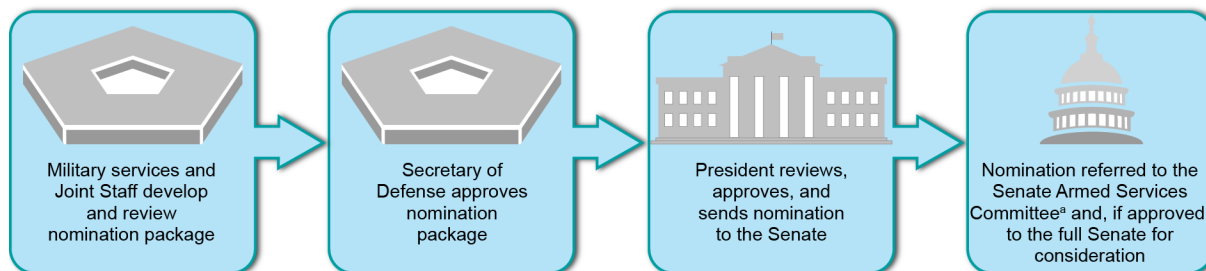 Military services and
Joint Staff develop
and review
nomination package
Secretary of
Defense approves
nomination
package
President reviews,
approves, and
sends nomination
to the Senate
Nomination referred to the
Senate Armed Services
Committeeᵃ and, if approved
to the full Senate for
consideration